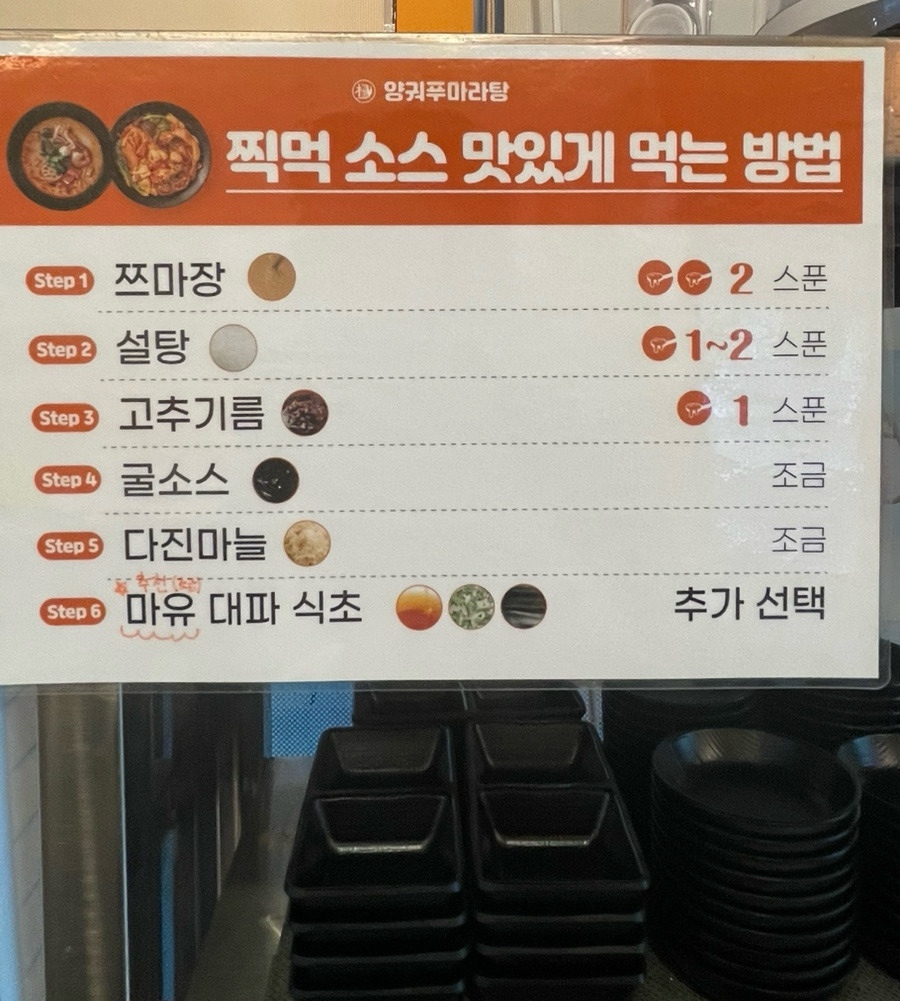 양궈푸마라탕
찍먹 소스 맛있게 먹는 방법
Step 1 쯔마장 2 스푼
Step 2 설탕 1~2 스푼
Step 3 고추기름 1 스푼
Step 4 굴소스 조금
Step 5 다진마늘 조금
추천
Step 6 마유 대파 식초 추가 선택